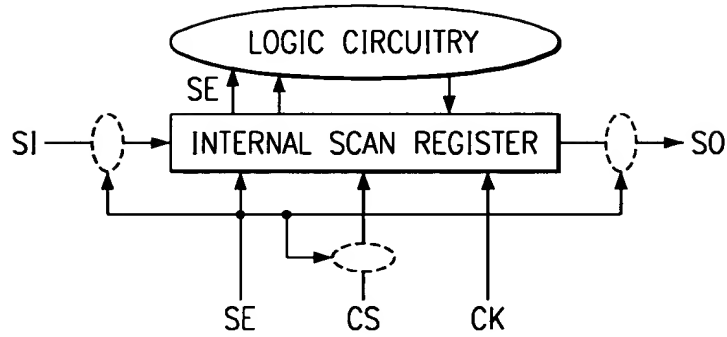 LOGIC CIRCUITRY
SE
SI
INTERNAL SCAN REGISTER
SO
SE
CS
CK